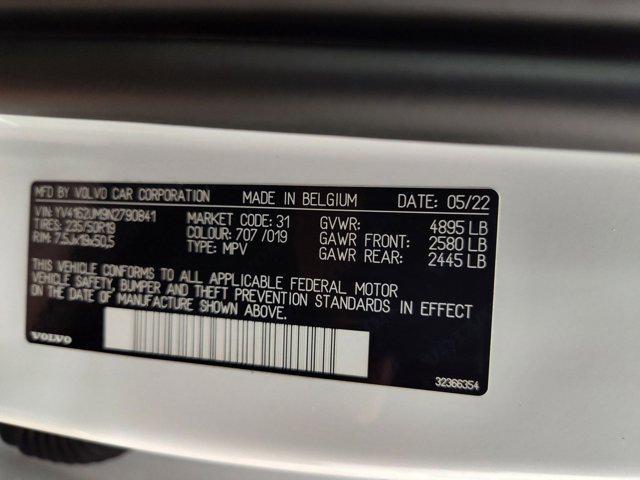 MFD BY VOLVO CAR CORPORATION MADE IN BELGIUM DATE: 05/22
VIN: YV4162UM9N2790841 MARKET CODE: 31 GVWR: 4895 LB
TIRES: 235/50R19 COLOUR: 707 /019 GAWR FRONT: 2580 LB
RIM: 7.5Jx19x50.5 TYPE: MPV GAWR REAR: 2445 LB
THIS VEHICLE CONFORMS TO ALL APPLICABLE FEDERAL MOTOR
VEHICLE SAFETY, BUMPER AND THEFT PREVENTION STANDARDS IN EFFECT
ON DATE OF MANUFACTURE SHOWN ABOVE.
VOLVO 32366354